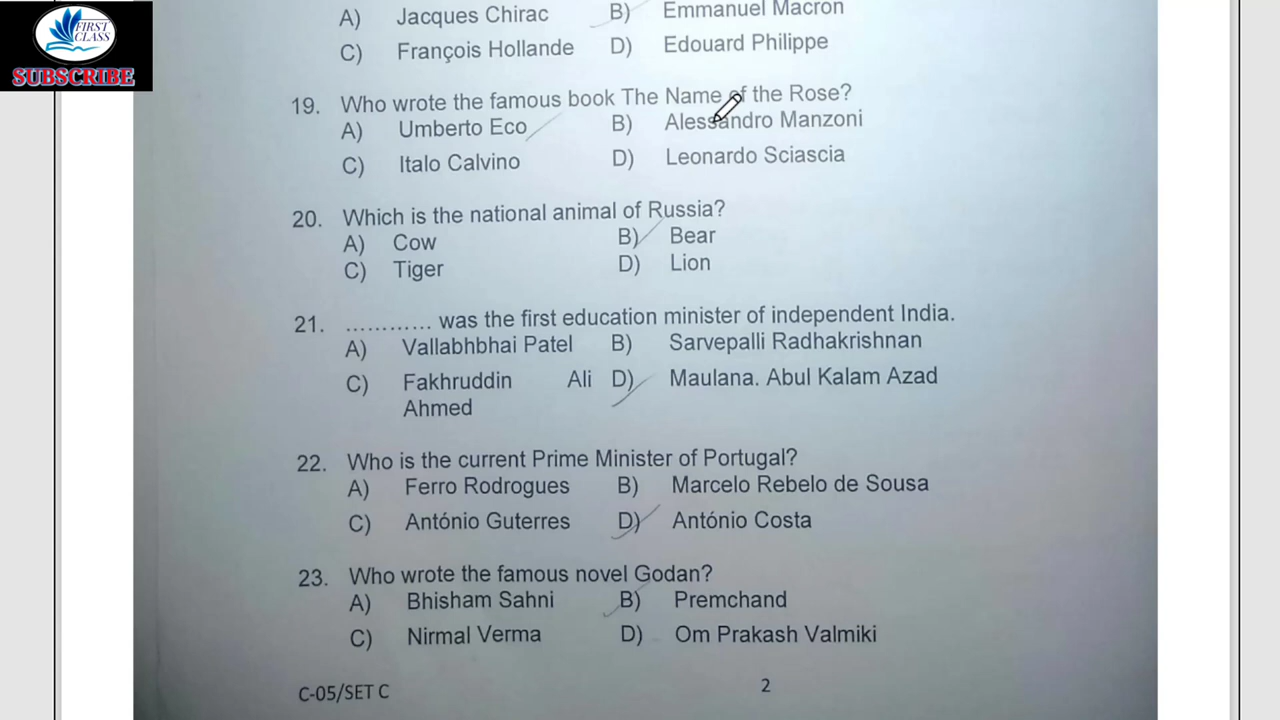 FIRST
CLASS
SUBSCRIBE
A) Jacques Chirac B) Emmanuel Macron
C) François Hollande D) Edouard Philippe
19. Who wrote the famous book The Name of the Rose?
A) Umberto Eco B) Alessandro Manzoni
C) Italo Calvino D) Leonardo Sciascia
20. Which is the national animal of Russia?
A) Cow B) Bear
C) Tiger D) Lion
21. ............ was the first education minister of independent India.
A) Vallabhbhai Patel B) Sarvepalli Radhakrishnan
C) Fakhruddin Ali D) Maulana. Abul Kalam Azad
Ahmed
22. Who is the current Prime Minister of Portugal?
A) Ferro Rodrogues B) Marcelo Rebelo de Sousa
C) António Guterres D) António Costa
23. Who wrote the famous novel Godan?
A) Bhisham Sahni B) Premchand
C) Nirmal Verma D) Om Prakash Valmiki
C-05/SET C 2